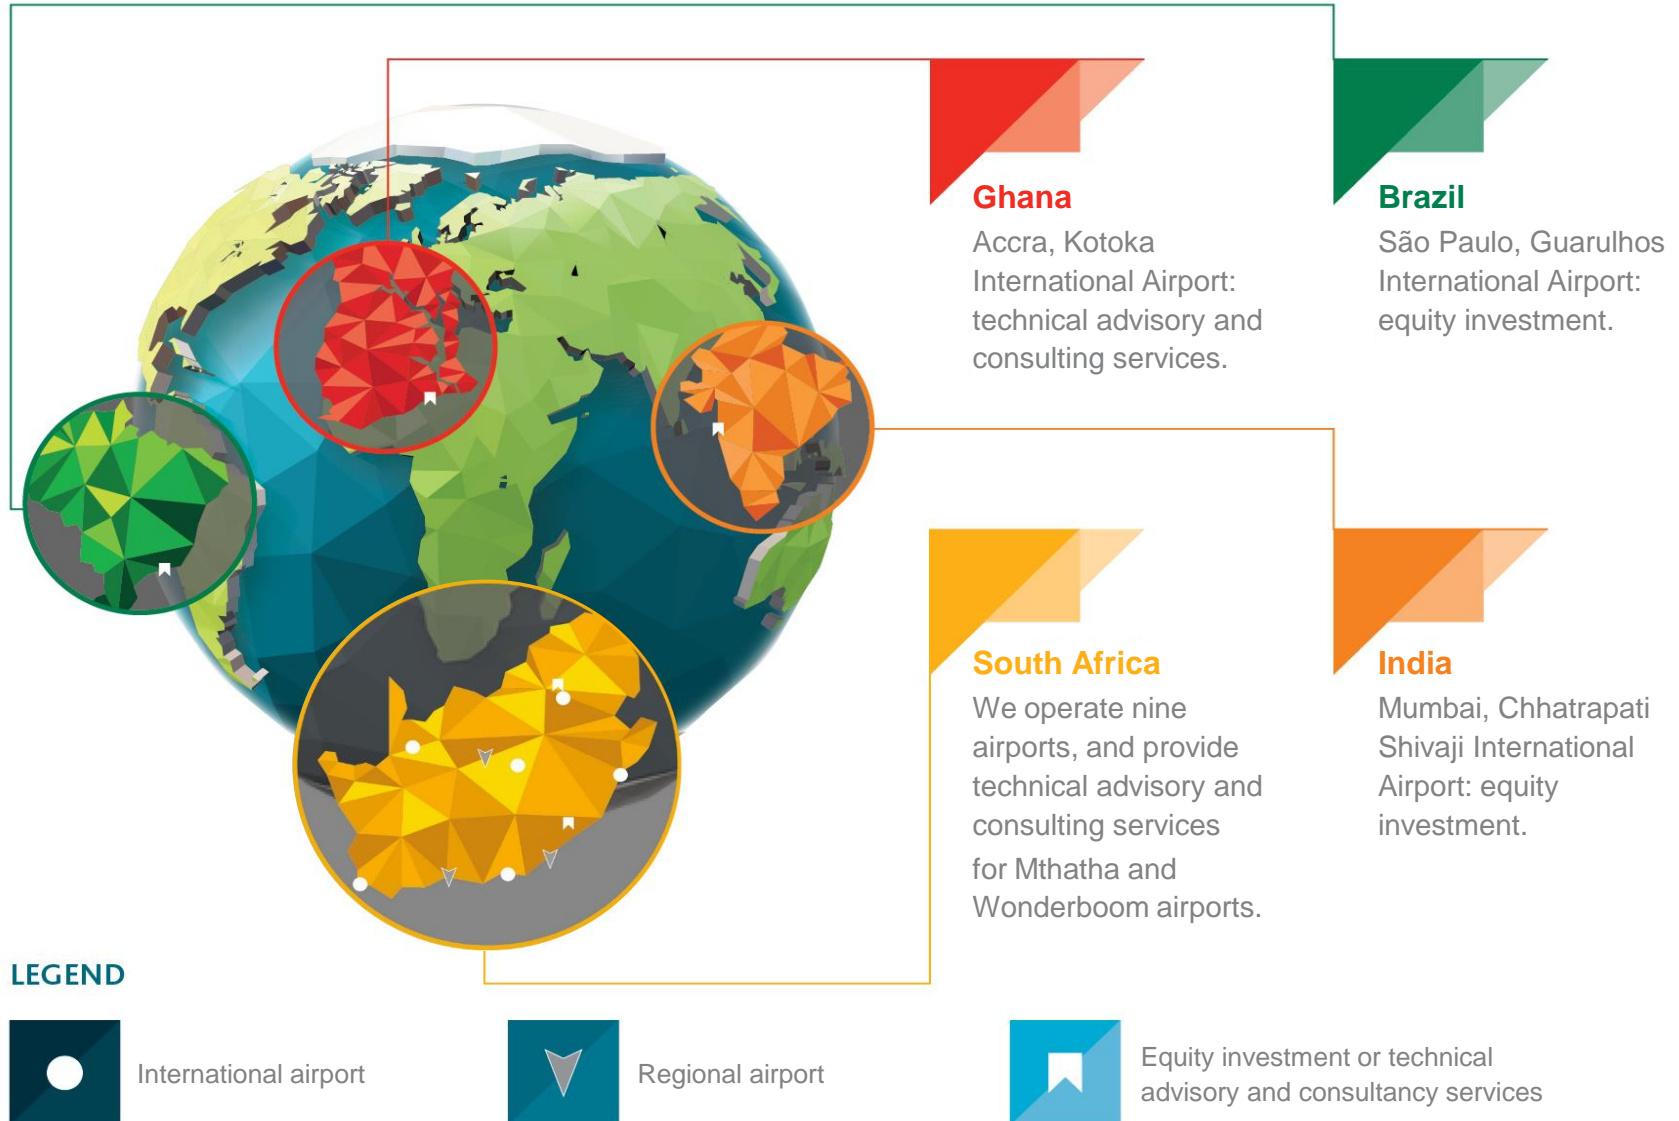 Ghana
Accra, Kotoka
International Airport:
technical advisory and
consulting services.
Brazil
São Paulo, Guarulhos
International Airport:
equity investment.
South Africa
We operate nine
airports, and provide
technical advisory and
consulting services
for Mthatha and
Wonderboom airports.
India
Mumbai, Chhatrapati
Shivaji International
Airport: equity
investment.
LEGEND
International airport
Regional airport
Equity investment or technical
advisory and consultancy services